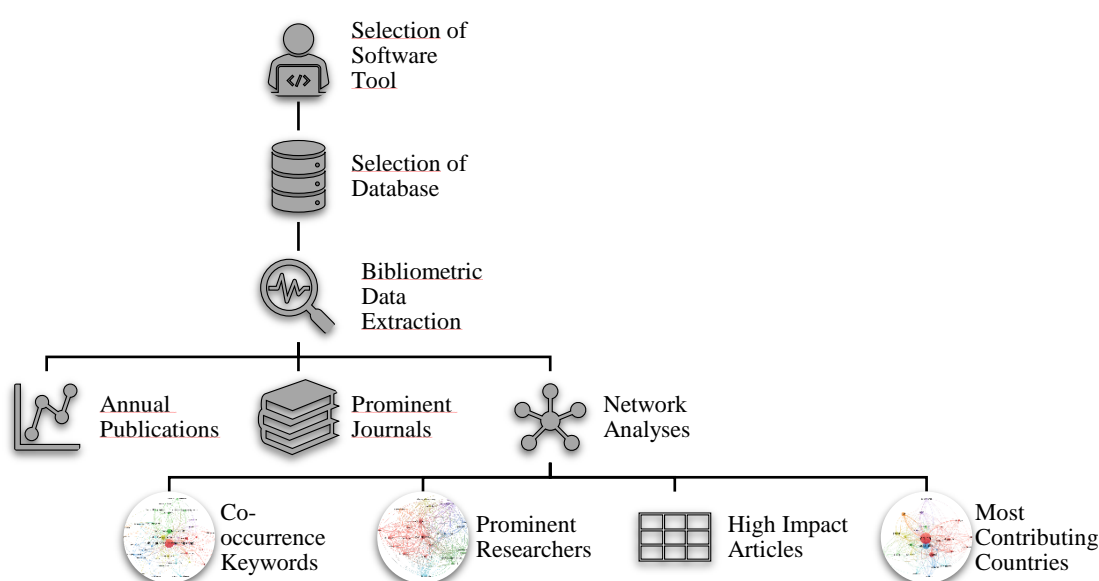 Selection of
Software
Tool
</>
Selection of
Database
Bibliometric
Data
Extraction
Annual
Publications
Prominent
Journals
Network
Analyses
Co-
occurrence
Keywords
Prominent
Researchers
High Impact
Articles
Most
Contributing
Countries